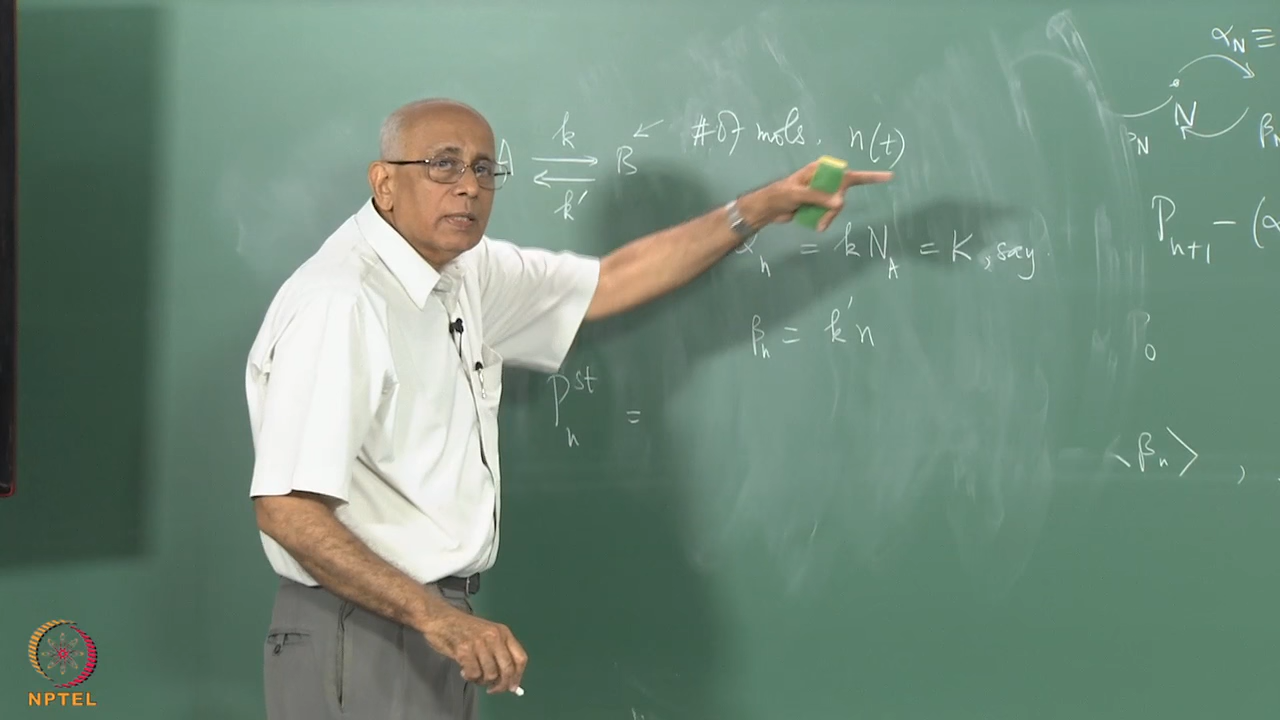 α_N ≡
A ⇌ B ← # of mols. n(t)
k
k'
N
β_N
P_{n+1} - (α
α_n = k N_A = K, say
β_n = k'n
P_0
P_n^{st} =
⟨β_n⟩ ,
NPTEL